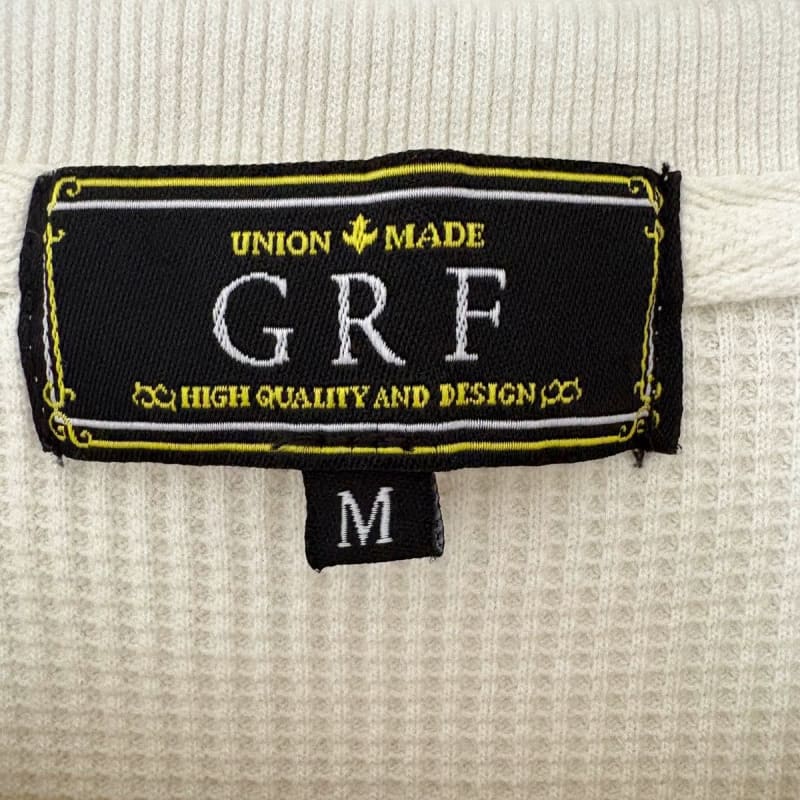 UNION MADE
GRF
HIGH QUALITY AND DESIGN
M